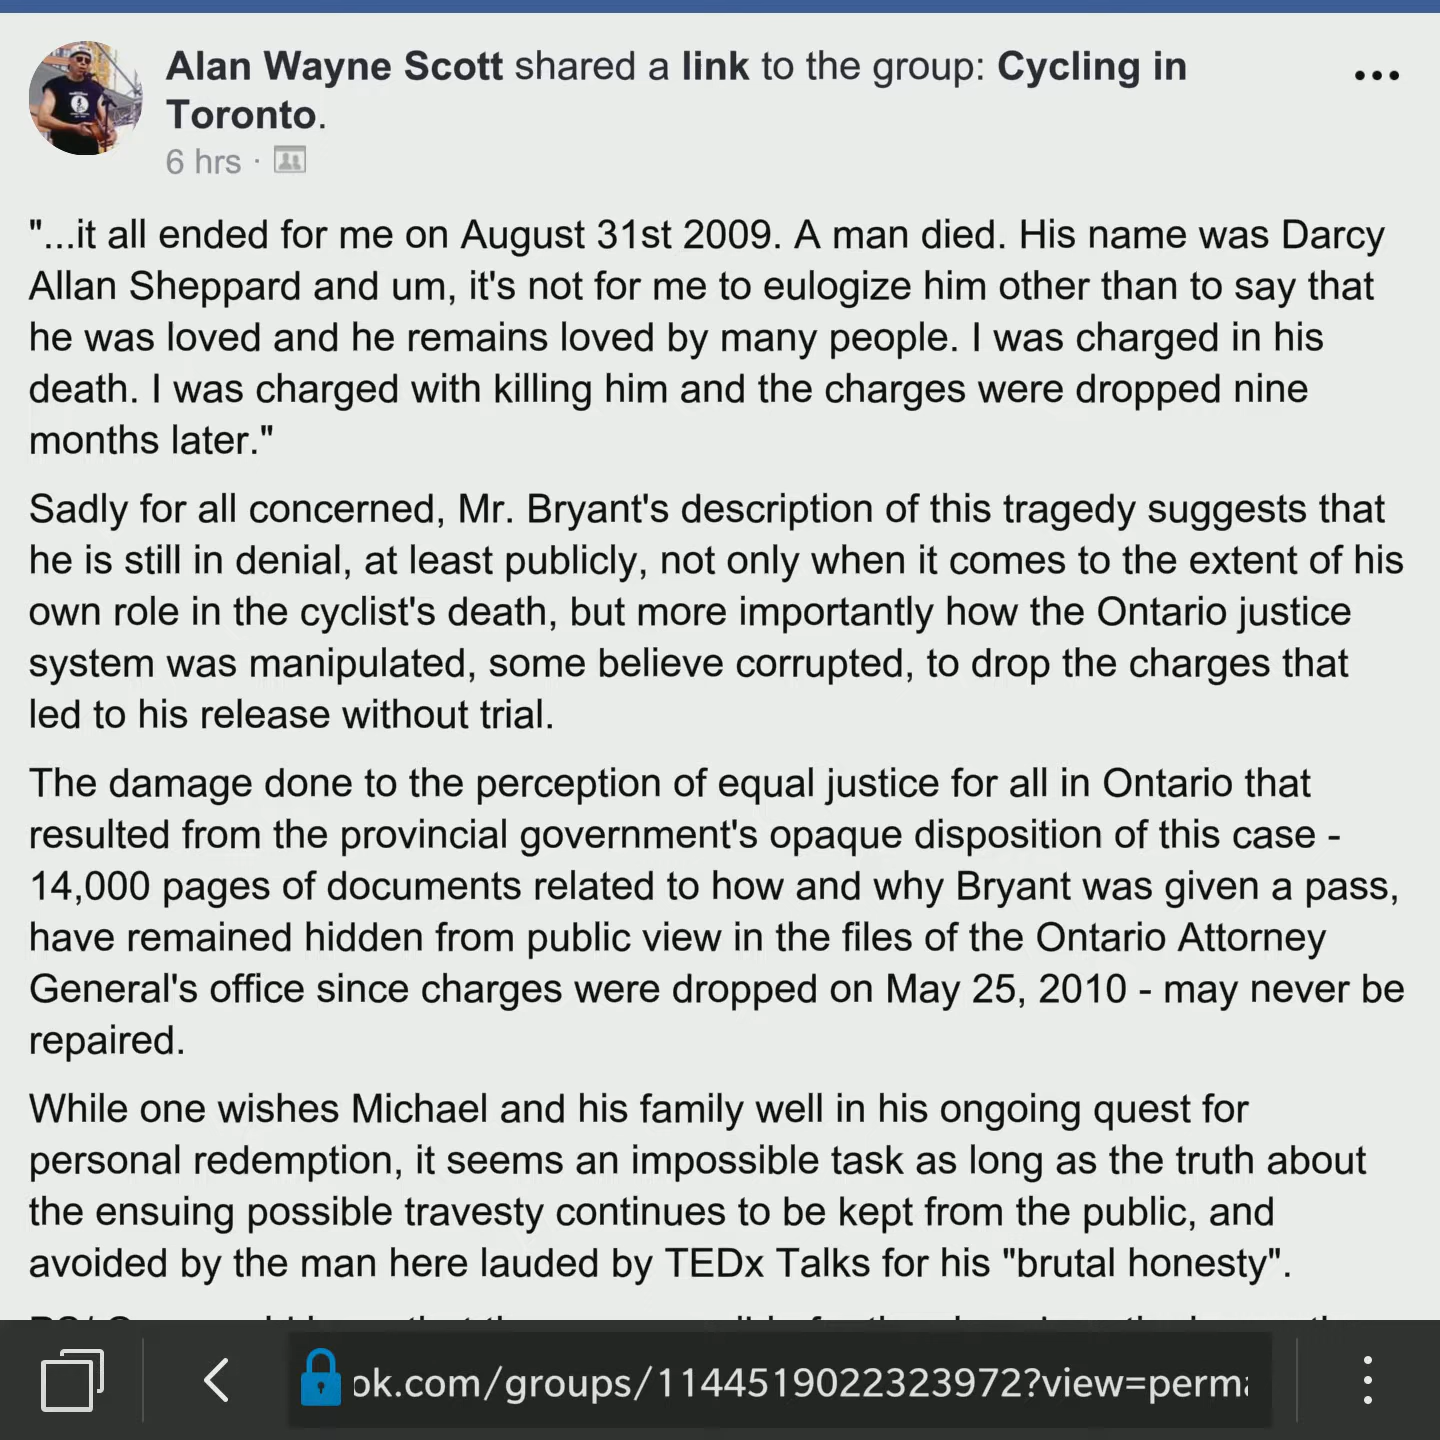 Alan Wayne Scott shared a link to the group: Cycling in
Toronto.
6 hrs ·
"...it all ended for me on August 31st 2009. A man died. His name was Darcy
Allan Sheppard and um, it's not for me to eulogize him other than to say that
he was loved and he remains loved by many people. I was charged in his
death. I was charged with killing him and the charges were dropped nine
months later."
Sadly for all concerned, Mr. Bryant's description of this tragedy suggests that
he is still in denial, at least publicly, not only when it comes to the extent of his
own role in the cyclist's death, but more importantly how the Ontario justice
system was manipulated, some believe corrupted, to drop the charges that
led to his release without trial.
The damage done to the perception of equal justice for all in Ontario that
resulted from the provincial government's opaque disposition of this case -
14,000 pages of documents related to how and why Bryant was given a pass,
have remained hidden from public view in the files of the Ontario Attorney
General's office since charges were dropped on May 25, 2010 - may never be
repaired.
While one wishes Michael and his family well in his ongoing quest for
personal redemption, it seems an impossible task as long as the truth about
the ensuing possible travesty continues to be kept from the public, and
avoided by the man here lauded by TEDx Talks for his "brutal honesty".
ok.com/groups/1144519022323972?view=perm